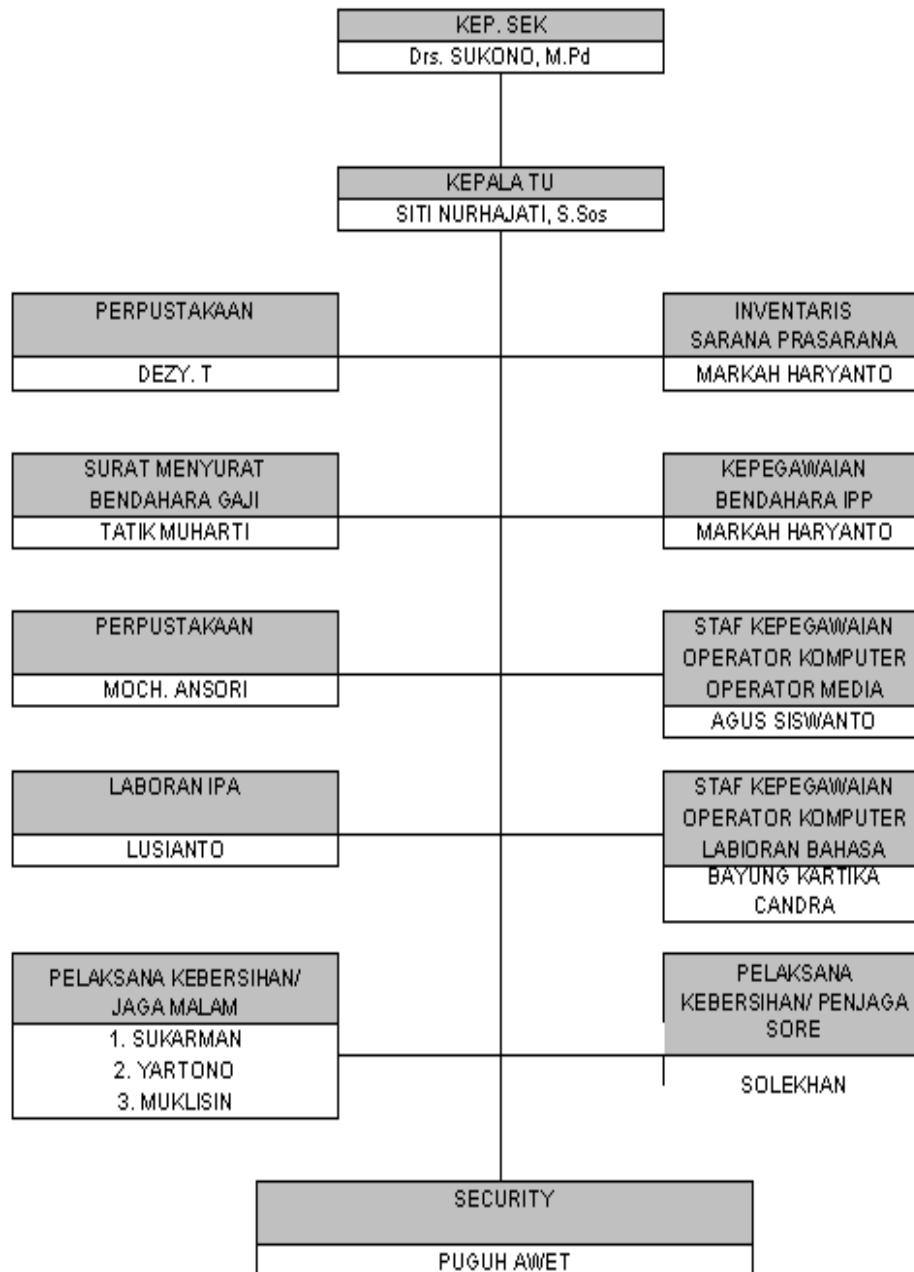 KEP. SEK
Drs. SUKONO, M.Pd
KEPALA TU
SITI NURHAJATI, S.Sos
PERPUSTAKAAN
DEZY. T
INVENTARIS
SARANA PRASARANA
MARKAH HARYANTO
SURAT MENYURAT
BENDAHARA GAJI
TATIK MUHARTI
KEPEGAWAIAN
BENDAHARA IPP
MARKAH HARYANTO
PERPUSTAKAAN
MOCH. ANSORI
STAF KEPEGAWAIAN
OPERATOR KOMPUTER
OPERATOR MEDIA
AGUS SISWANTO
LABORAN IPA
LUSIANTO
STAF KEPEGAWAIAN
OPERATOR KOMPUTER
LABIORAN BAHASA
BAYUNG KARTIKA
CANDRA
PELAKSANA KEBERSIHAN/
JAGA MALAM
1. SUKARMAN
2. YARTONO
3. MUKLISIN
PELAKSANA
KEBERSIHAN/ PENJAGA
SORE
SOLEKHAN
SECURITY
PUGUH AWET